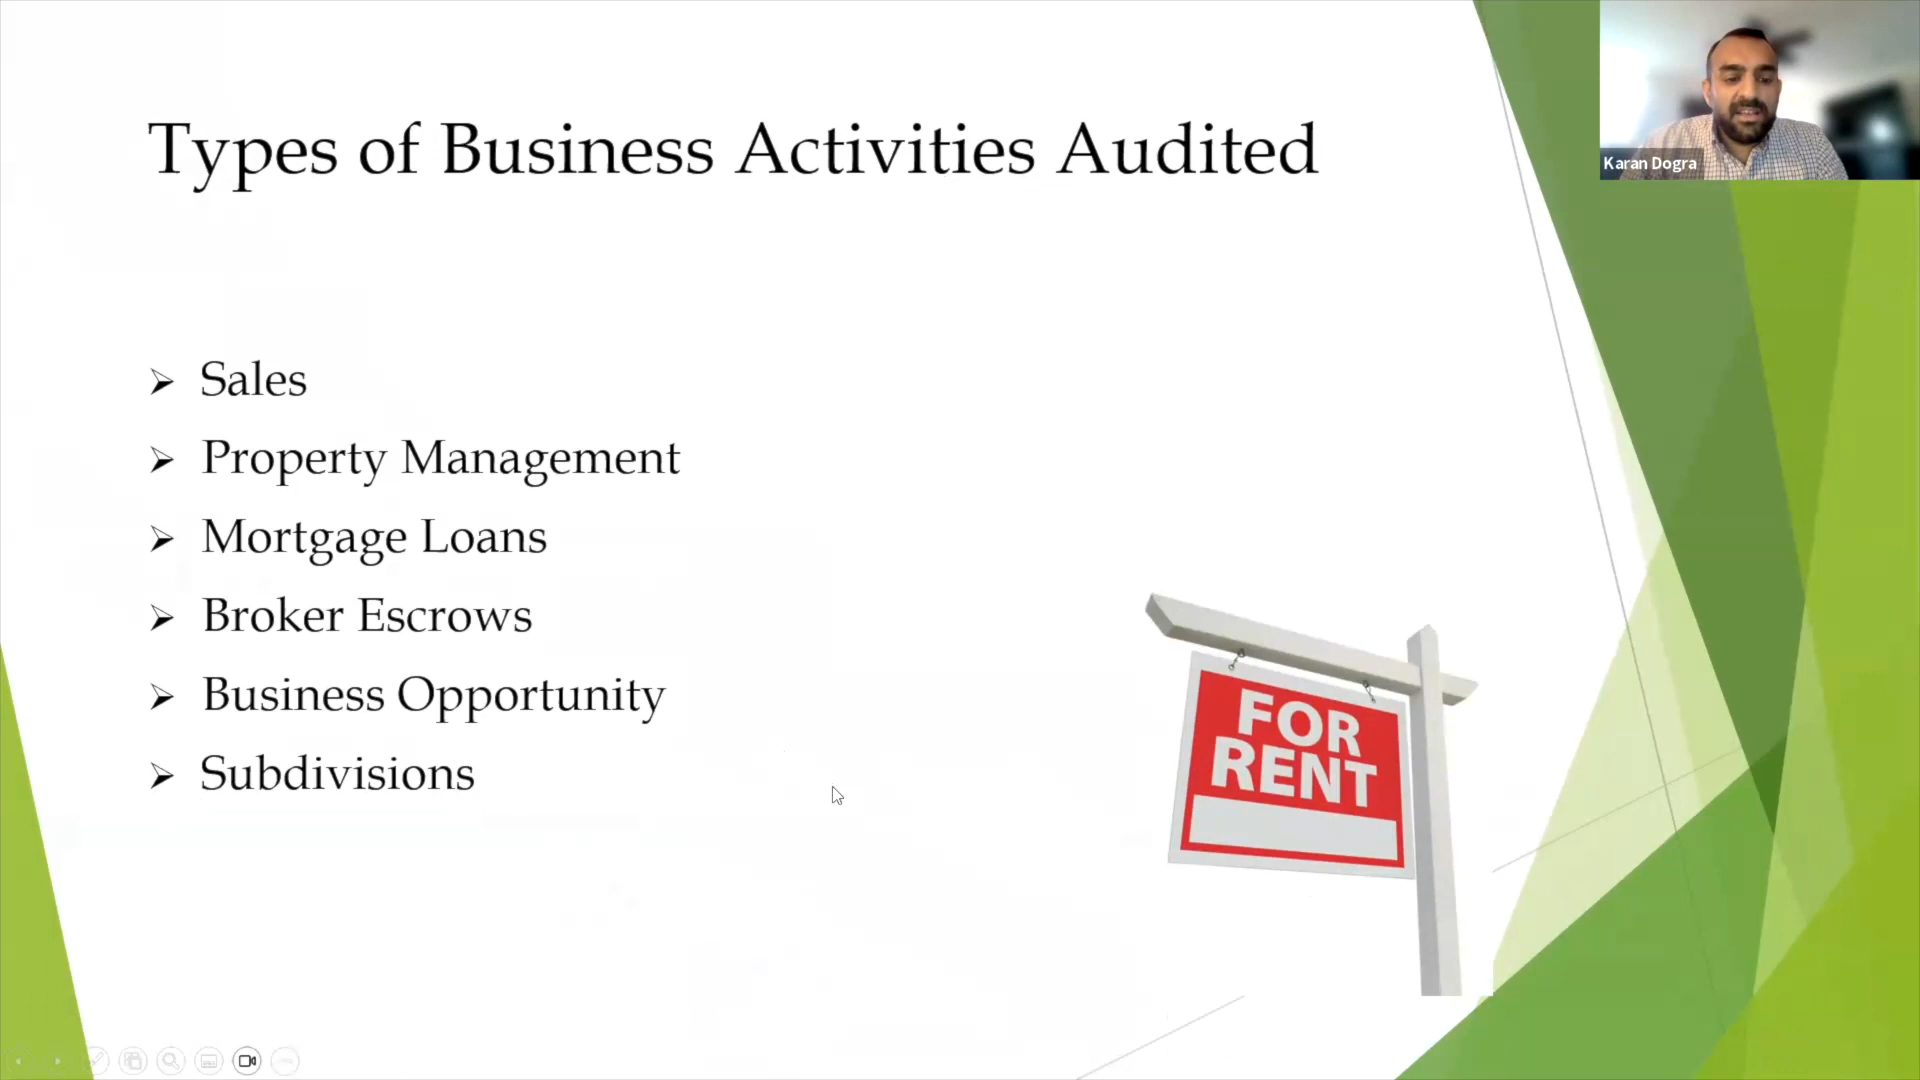 Types of Business Activities Audited
Karan Dogra
Sales
Property Management
Mortgage Loans
Broker Escrows
Business Opportunity
Subdivisions
FOR
RENT